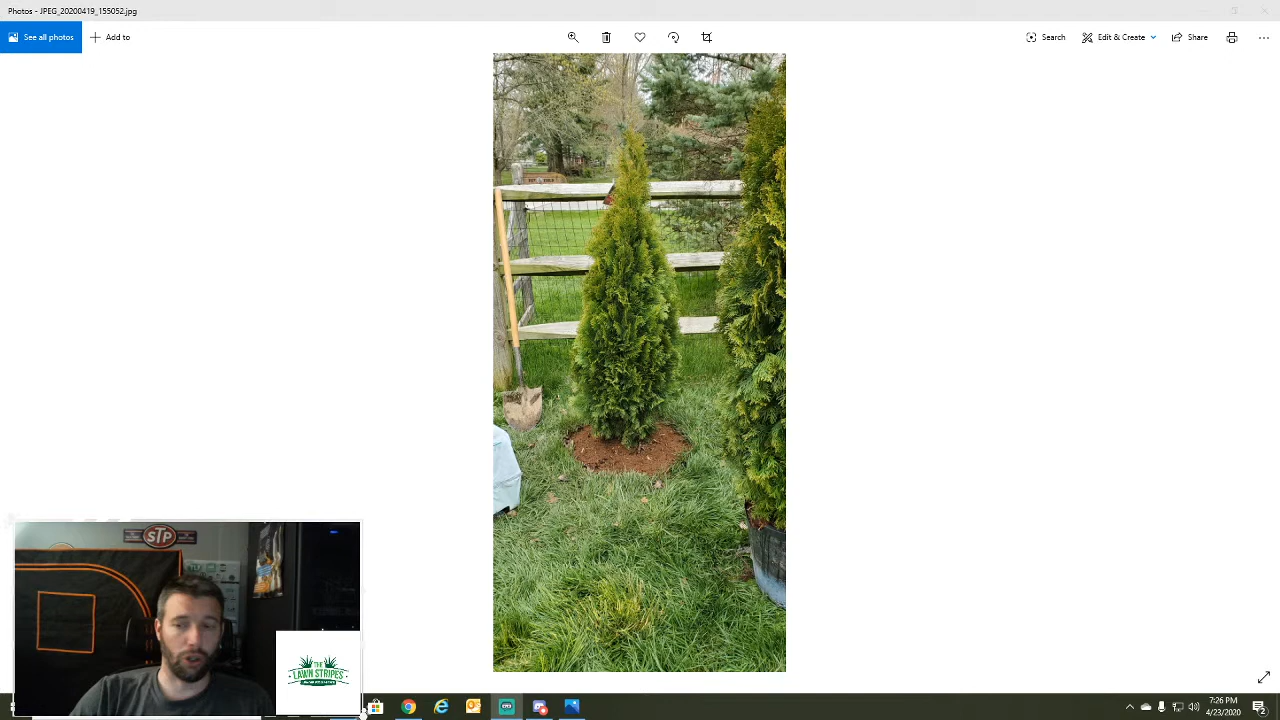 Photos - JPEG_20200419_155052.jpg
See all photos
Add to
Search
Edit & Create
Share
STP
THE
LAWN STRIPES
7:26 PM
4/23/2020
2